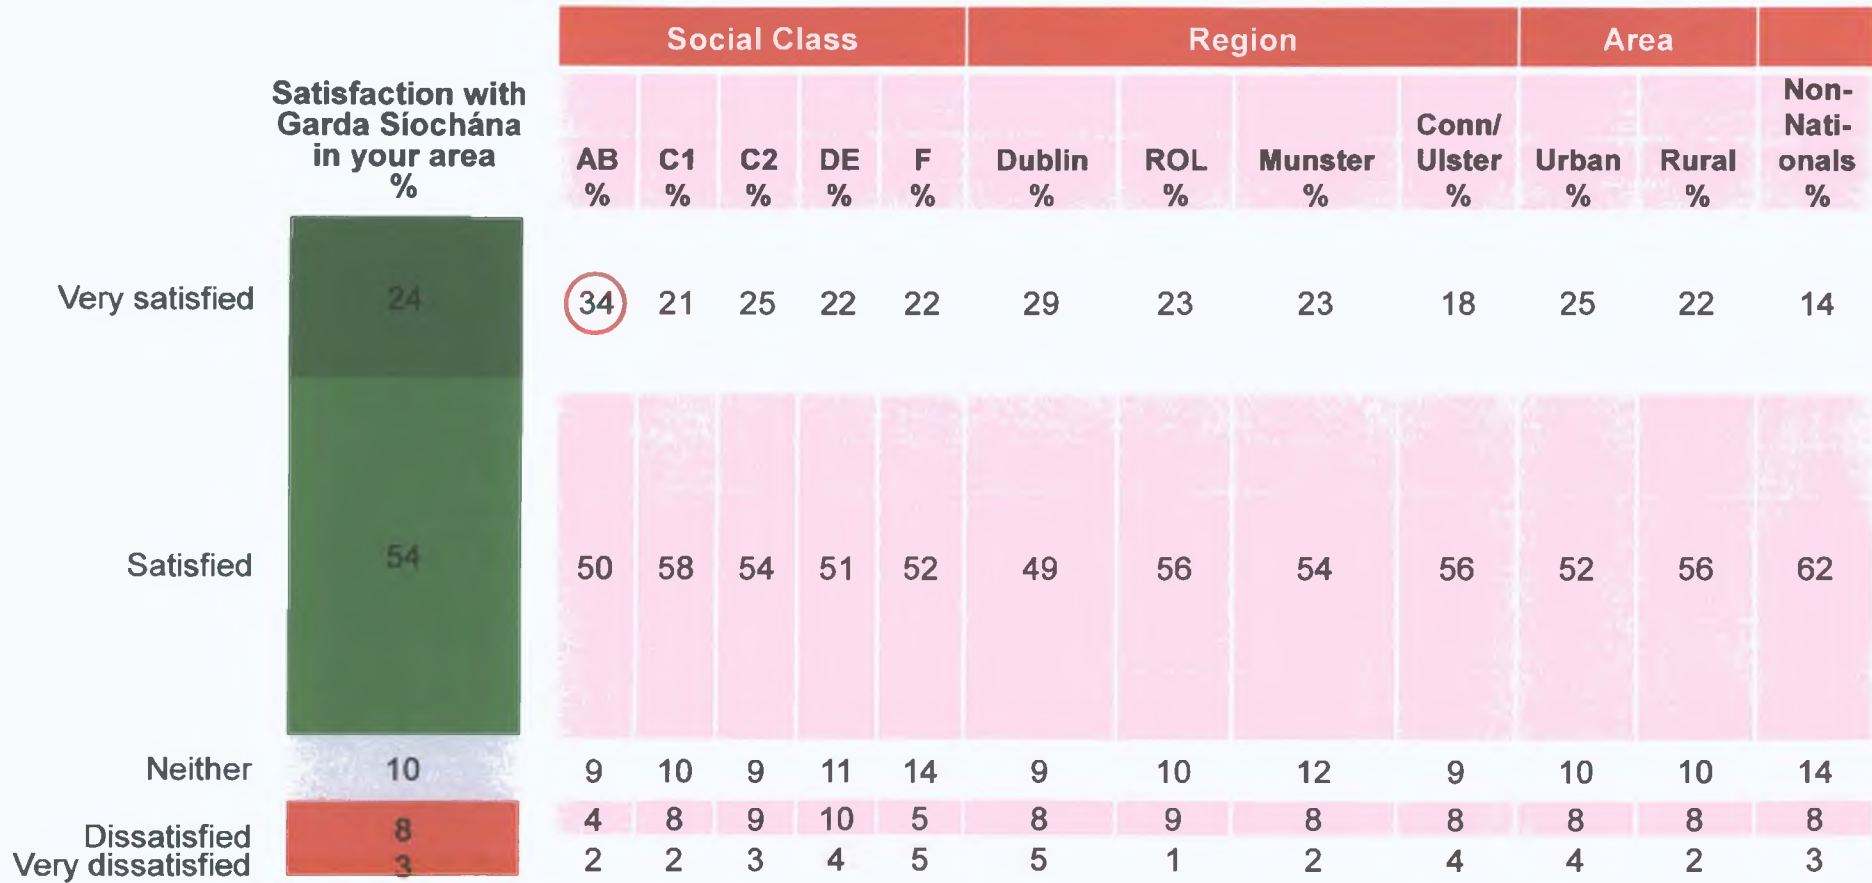 Social Class Region Area
Satisfaction with
Garda Síochána
in your area
%
AB C1 C2 DE F Dublin ROL Munster Conn/
Ulster Urban Rural Non-
Nati-
onals
% % % % % % % % % % % %
Very satisfied 24 34 21 25 22 22 29 23 23 18 25 22 14
Satisfied 54 50 58 54 51 52 49 56 54 56 52 56 62
Neither 10 9 10 9 11 14 9 10 12 9 10 10 14
Dissatisfied 8 4 8 9 10 5 8 9 8 8 8 8 8
Very dissatisfied 3 2 2 3 4 5 5 1 2 4 4 2 3